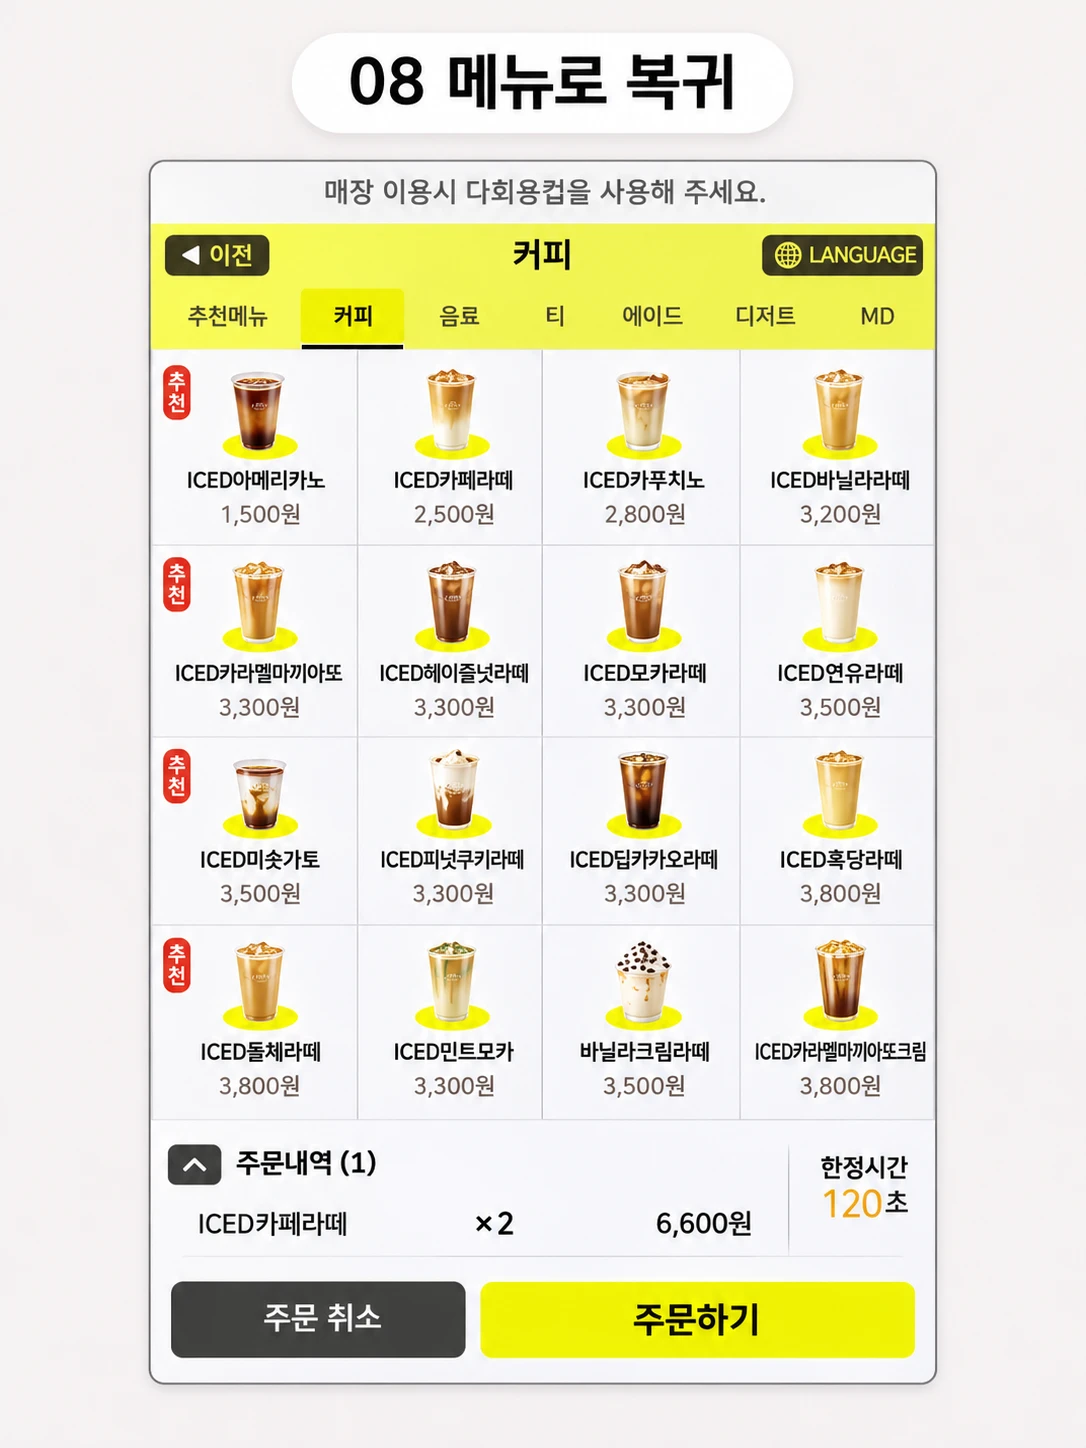 08 메뉴로 복귀
매장 이용시 다회용컵을 사용해 주세요.
◀ 이전
커피
LANGUAGE
추천메뉴 커피 음료 티 에이드 디저트 MD
추천
ICED아메리카노
1,500원
ICED카페라떼
2,500원
ICED카푸치노
2,800원
ICED바닐라라떼
3,200원
추천
ICED카라멜마끼아또
3,300원
ICED헤이즐넛라떼
3,300원
ICED모카라떼
3,300원
ICED연유라떼
3,500원
추천
ICED미숫가토
3,500원
ICED피넛쿠키라떼
3,300원
ICED딥카카오라떼
3,300원
ICED흑당라떼
3,800원
추천
ICED돌체라떼
3,800원
ICED민트모카
3,300원
바닐라크림라떼
3,500원
ICED카라멜마끼아또크림
3,800원
주문내역 (1)
ICED카페라떼 ×2 6,600원
한정시간
120초
주문 취소
주문하기